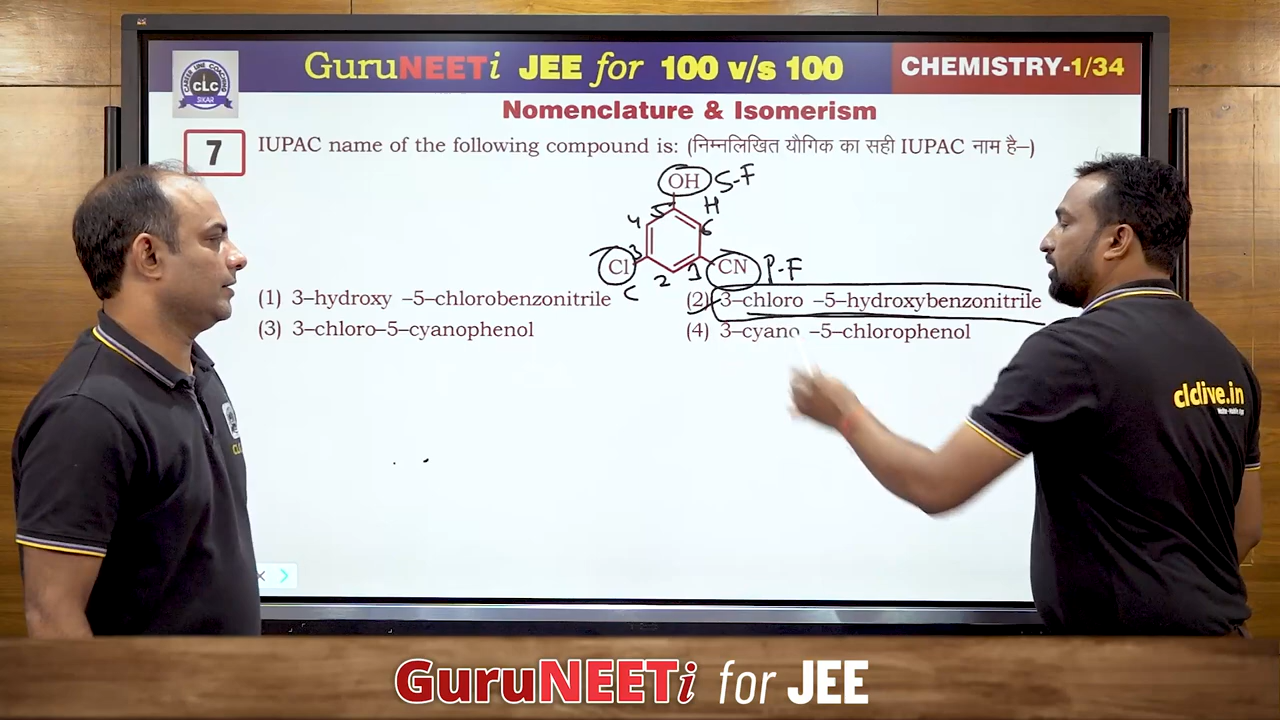 GuruNEETi JEE for 100 v/s 100
CHEMISTRY-1/34
CLC
SIKAR
Nomenclature & Isomerism
7
IUPAC name of the following compound is: (निम्नलिखित यौगिक का सही IUPAC नाम है–)
OH S-F
5 H
4 6
3
Cl 2 1 CN P-F
C
(1) 3–hydroxy –5–chlorobenzonitrile
(2) 3–chloro –5–hydroxybenzonitrile
(3) 3–chloro–5–cyanophenol
(4) 3–cyano –5–chlorophenol
clclive.in
GuruNEETi for JEE